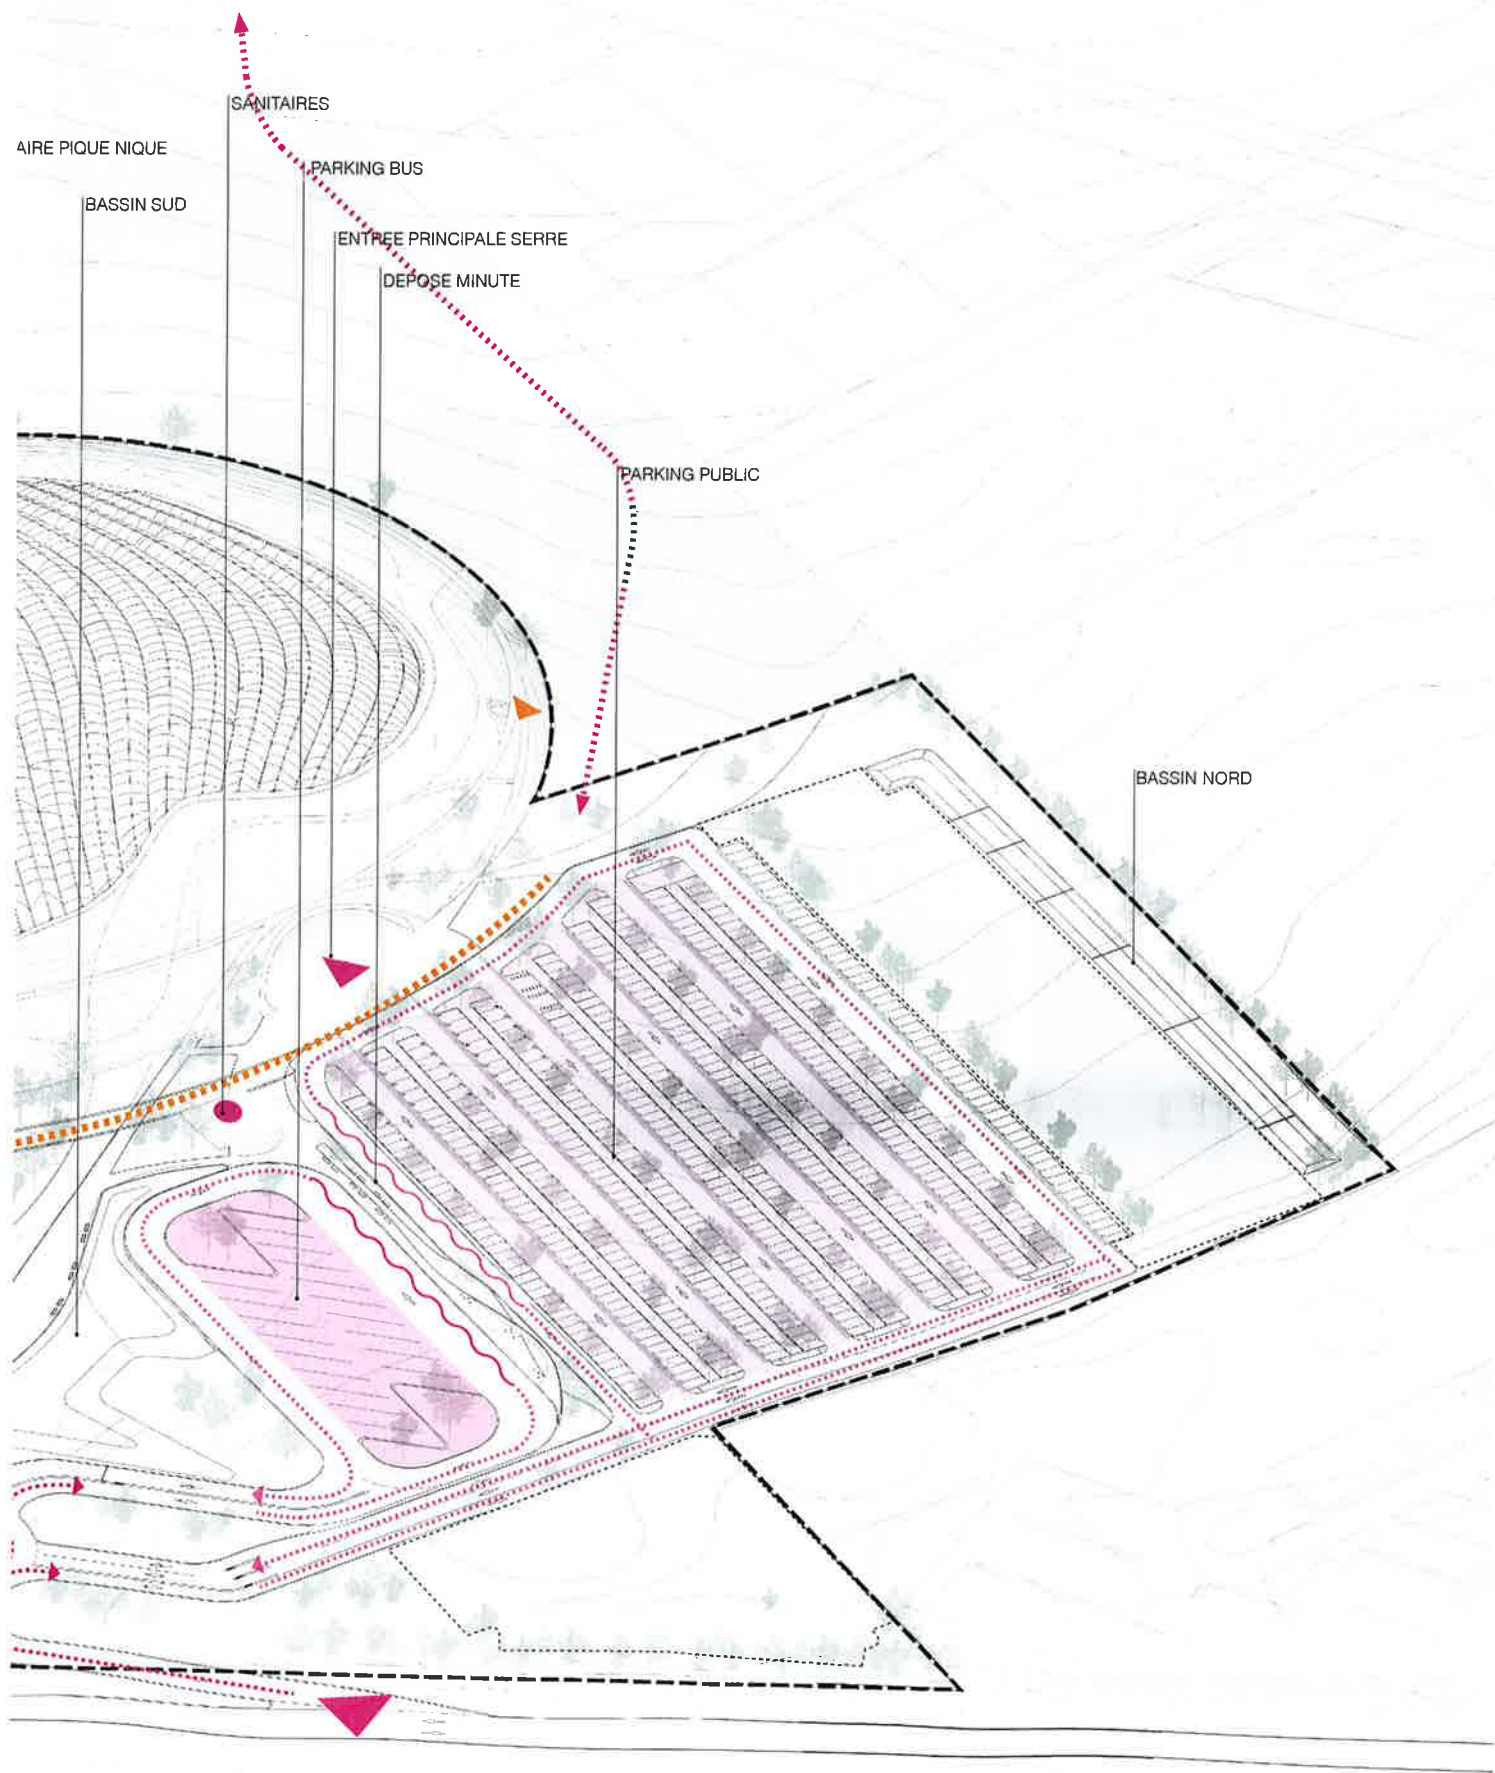 SANITAIRES
AIRE PIQUE NIQUE
PARKING BUS
BASSIN SUD
ENTREE PRINCIPALE SERRE
DEPOSE MINUTE
PARKING PUBLIC
BASSIN NORD